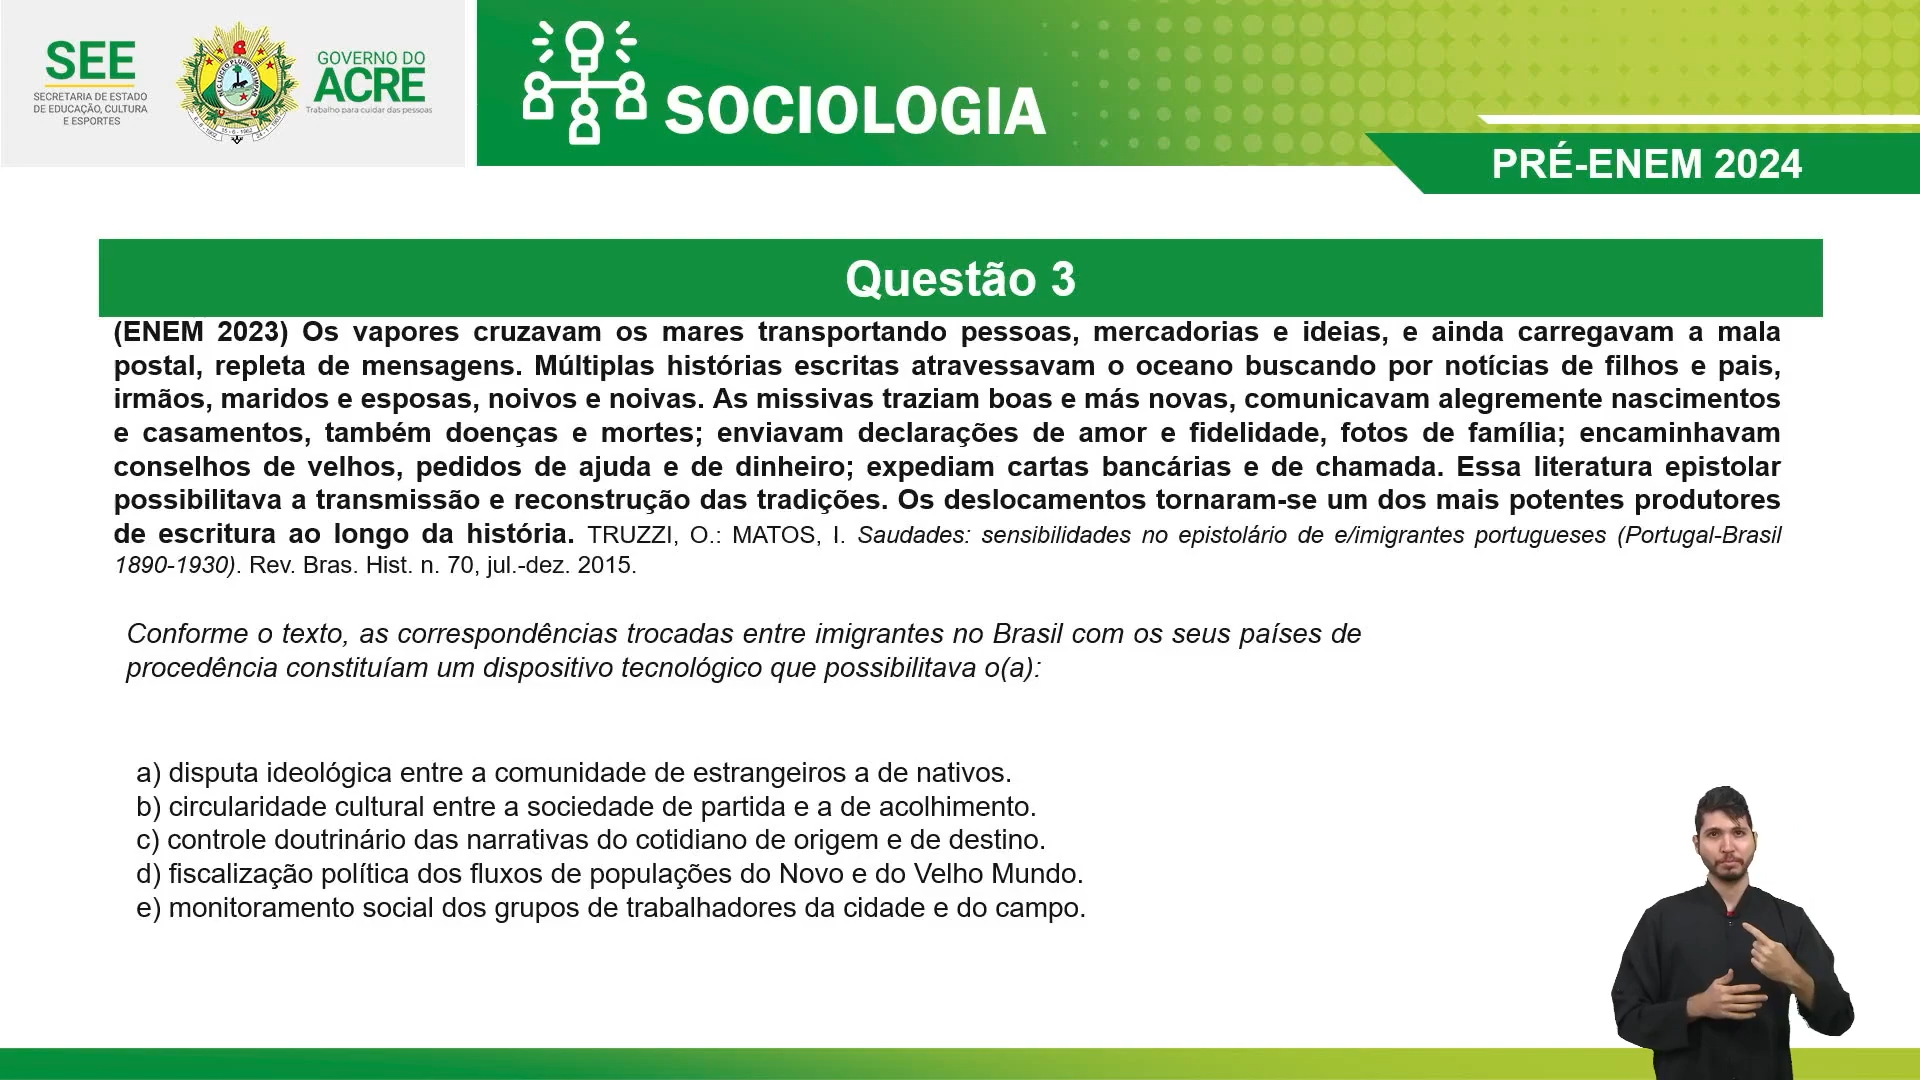 SEE
SECRETARIA DE ESTADO
DE EDUCAÇÃO, CULTURA
E ESPORTES
GOVERNO DO
ACRE
Trabalho para cuidar das pessoas
SOCIOLOGIA
PRÉ-ENEM 2024
Questão 3
(ENEM 2023) Os vapores cruzavam os mares transportando pessoas, mercadorias e ideias, e ainda carregavam a mala
postal, repleta de mensagens. Múltiplas histórias escritas atravessavam o oceano buscando por notícias de filhos e pais,
irmãos, maridos e esposas, noivos e noivas. As missivas traziam boas e más novas, comunicavam alegremente nascimentos
e casamentos, também doenças e mortes; enviavam declarações de amor e fidelidade, fotos de família; encaminhavam
conselhos de velhos, pedidos de ajuda e de dinheiro; expediam cartas bancárias e de chamada. Essa literatura epistolar
possibilitava a transmissão e reconstrução das tradições. Os deslocamentos tornaram-se um dos mais potentes produtores
de escritura ao longo da história. TRUZZI, O.: MATOS, I. Saudades: sensibilidades no epistolário de e/imigrantes portugueses (Portugal-Brasil
1890-1930). Rev. Bras. Hist. n. 70, jul.-dez. 2015.
Conforme o texto, as correspondências trocadas entre imigrantes no Brasil com os seus países de
procedência constituíam um dispositivo tecnológico que possibilitava o(a):
a) disputa ideológica entre a comunidade de estrangeiros a de nativos.
b) circularidade cultural entre a sociedade de partida e a de acolhimento.
c) controle doutrinário das narrativas do cotidiano de origem e de destino.
d) fiscalização política dos fluxos de populações do Novo e do Velho Mundo.
e) monitoramento social dos grupos de trabalhadores da cidade e do campo.